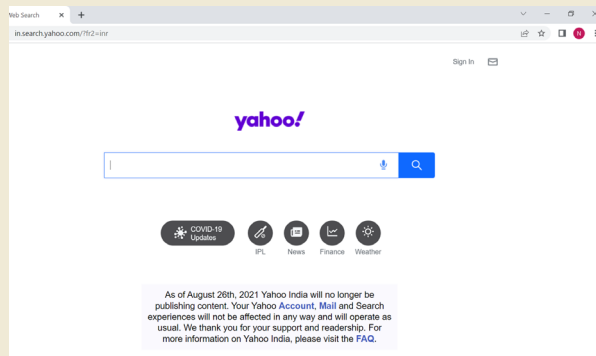 Web Search
in.search.yahoo.com/?fr2=inr
N
Sign In
yahoo!
COVID-19
Updates
IPL
News
Finance
Weather
As of August 26th, 2021 Yahoo India will no longer be
publishing content. Your Yahoo Account, Mail and Search
experiences will not be affected in any way and will operate as
usual. We thank you for your support and readership. For
more information on Yahoo India, please visit the FAQ.